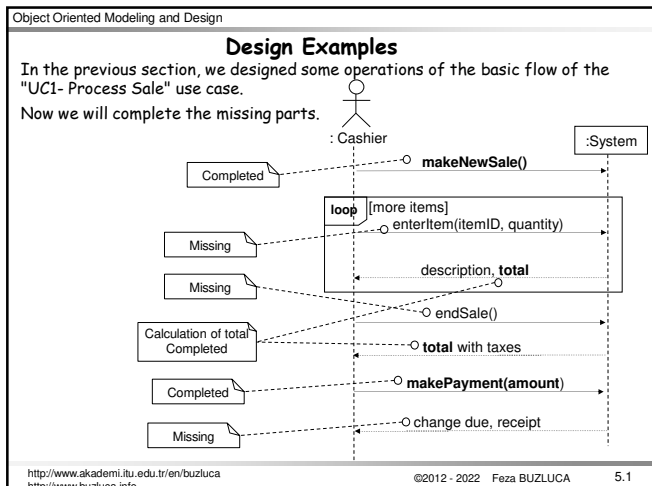 Object Oriented Modeling and Design
Design Examples
In the previous section, we designed some operations of the basic flow of the
"UC1- Process Sale" use case.
Now we will complete the missing parts.
: Cashier
:System
makeNewSale()
Completed
loop [more items]
enterItem(itemID, quantity)
Missing
description, total
Missing
endSale()
Calculation of total
Completed
total with taxes
makePayment(amount)
Completed
change due, receipt
Missing
http://www.akademi.itu.edu.tr/en/buzluca
http://www.buzluca.info
©2012 - 2022 Feza BUZLUCA 5.1